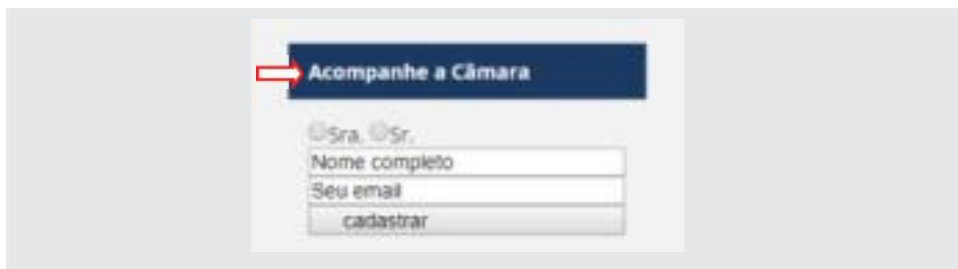 Acompanhe a Câmara
Sra. Sr.
Nome completo
Seu email
cadastrar